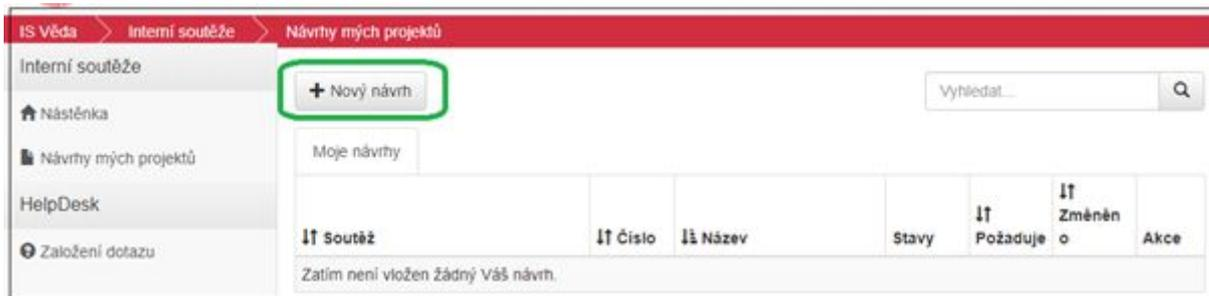 IS Věda Interní soutěže Návrhy mých projektů
Interní soutěže
Nástěnka
Návrhy mých projektů
HelpDesk
Založení dotazu
+ Nový návrh
Vyhledat...
Moje návrhy
Soutěž Číslo Název Stavy Požaduje Změněn
o Akce
Zatím není vložen žádný Váš návrh.